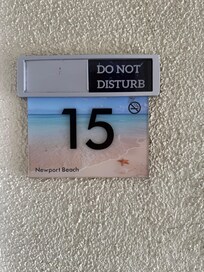 DO NOT
DISTURB
15
Newport Beach